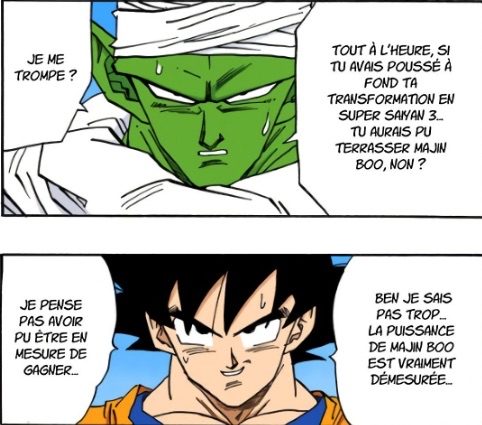 TOUT À L'HEURE, SI
TU AVAIS POUSSÉ À
FOND TA
TRANSFORMATION EN
SUPER SAIYAN 3...
TU AURAIS PU
TERRASSER MAJIN
BOO, NON ?
JE ME
TROMPE ?
BEN JE SAIS
PAS TROP...
LA PUISSANCE
DE MAJIN BOO
EST VRAIMENT
DÉMESURÉE...
JE PENSE
PAS AVOIR
PU ÊTRE EN
MESURE DE
GAGNER...